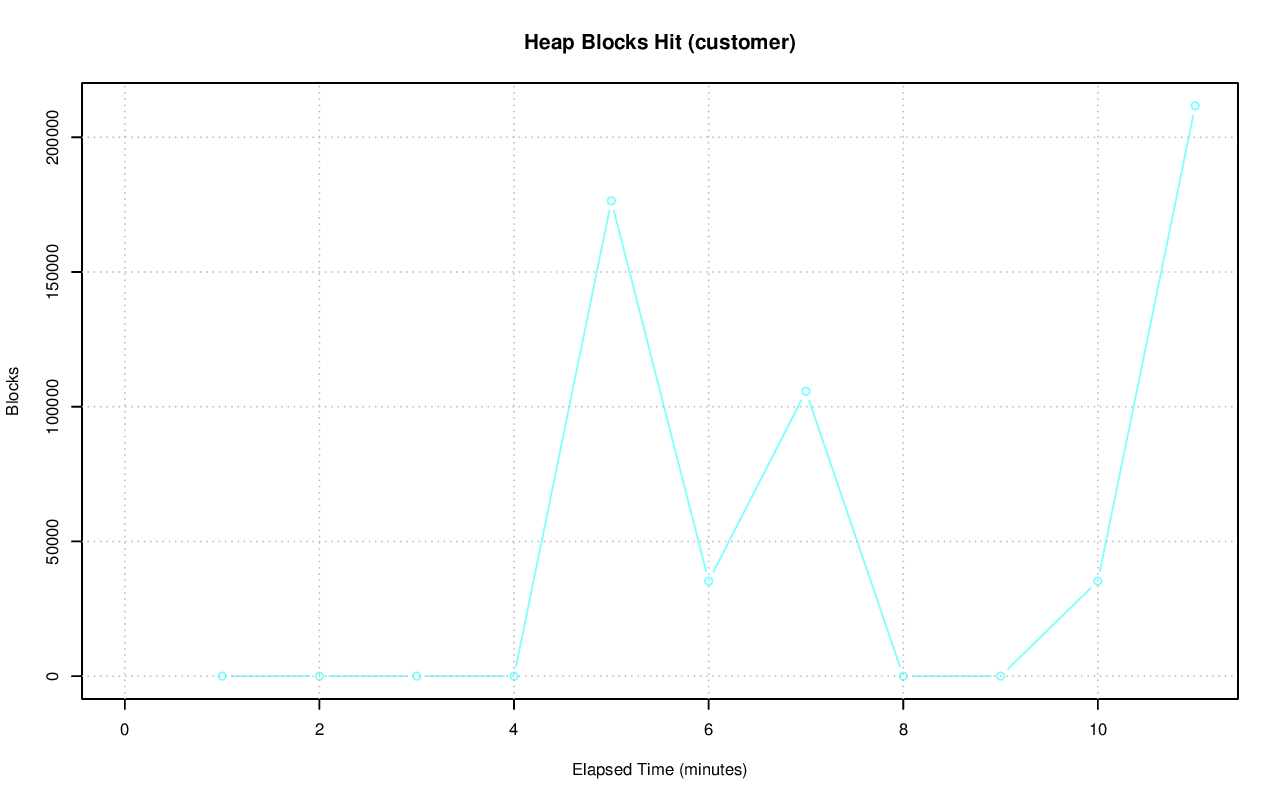 Heap Blocks Hit (customer)
200000
150000
100000
50000
0
Blocks
0 2 4 6 8 10
Elapsed Time (minutes)